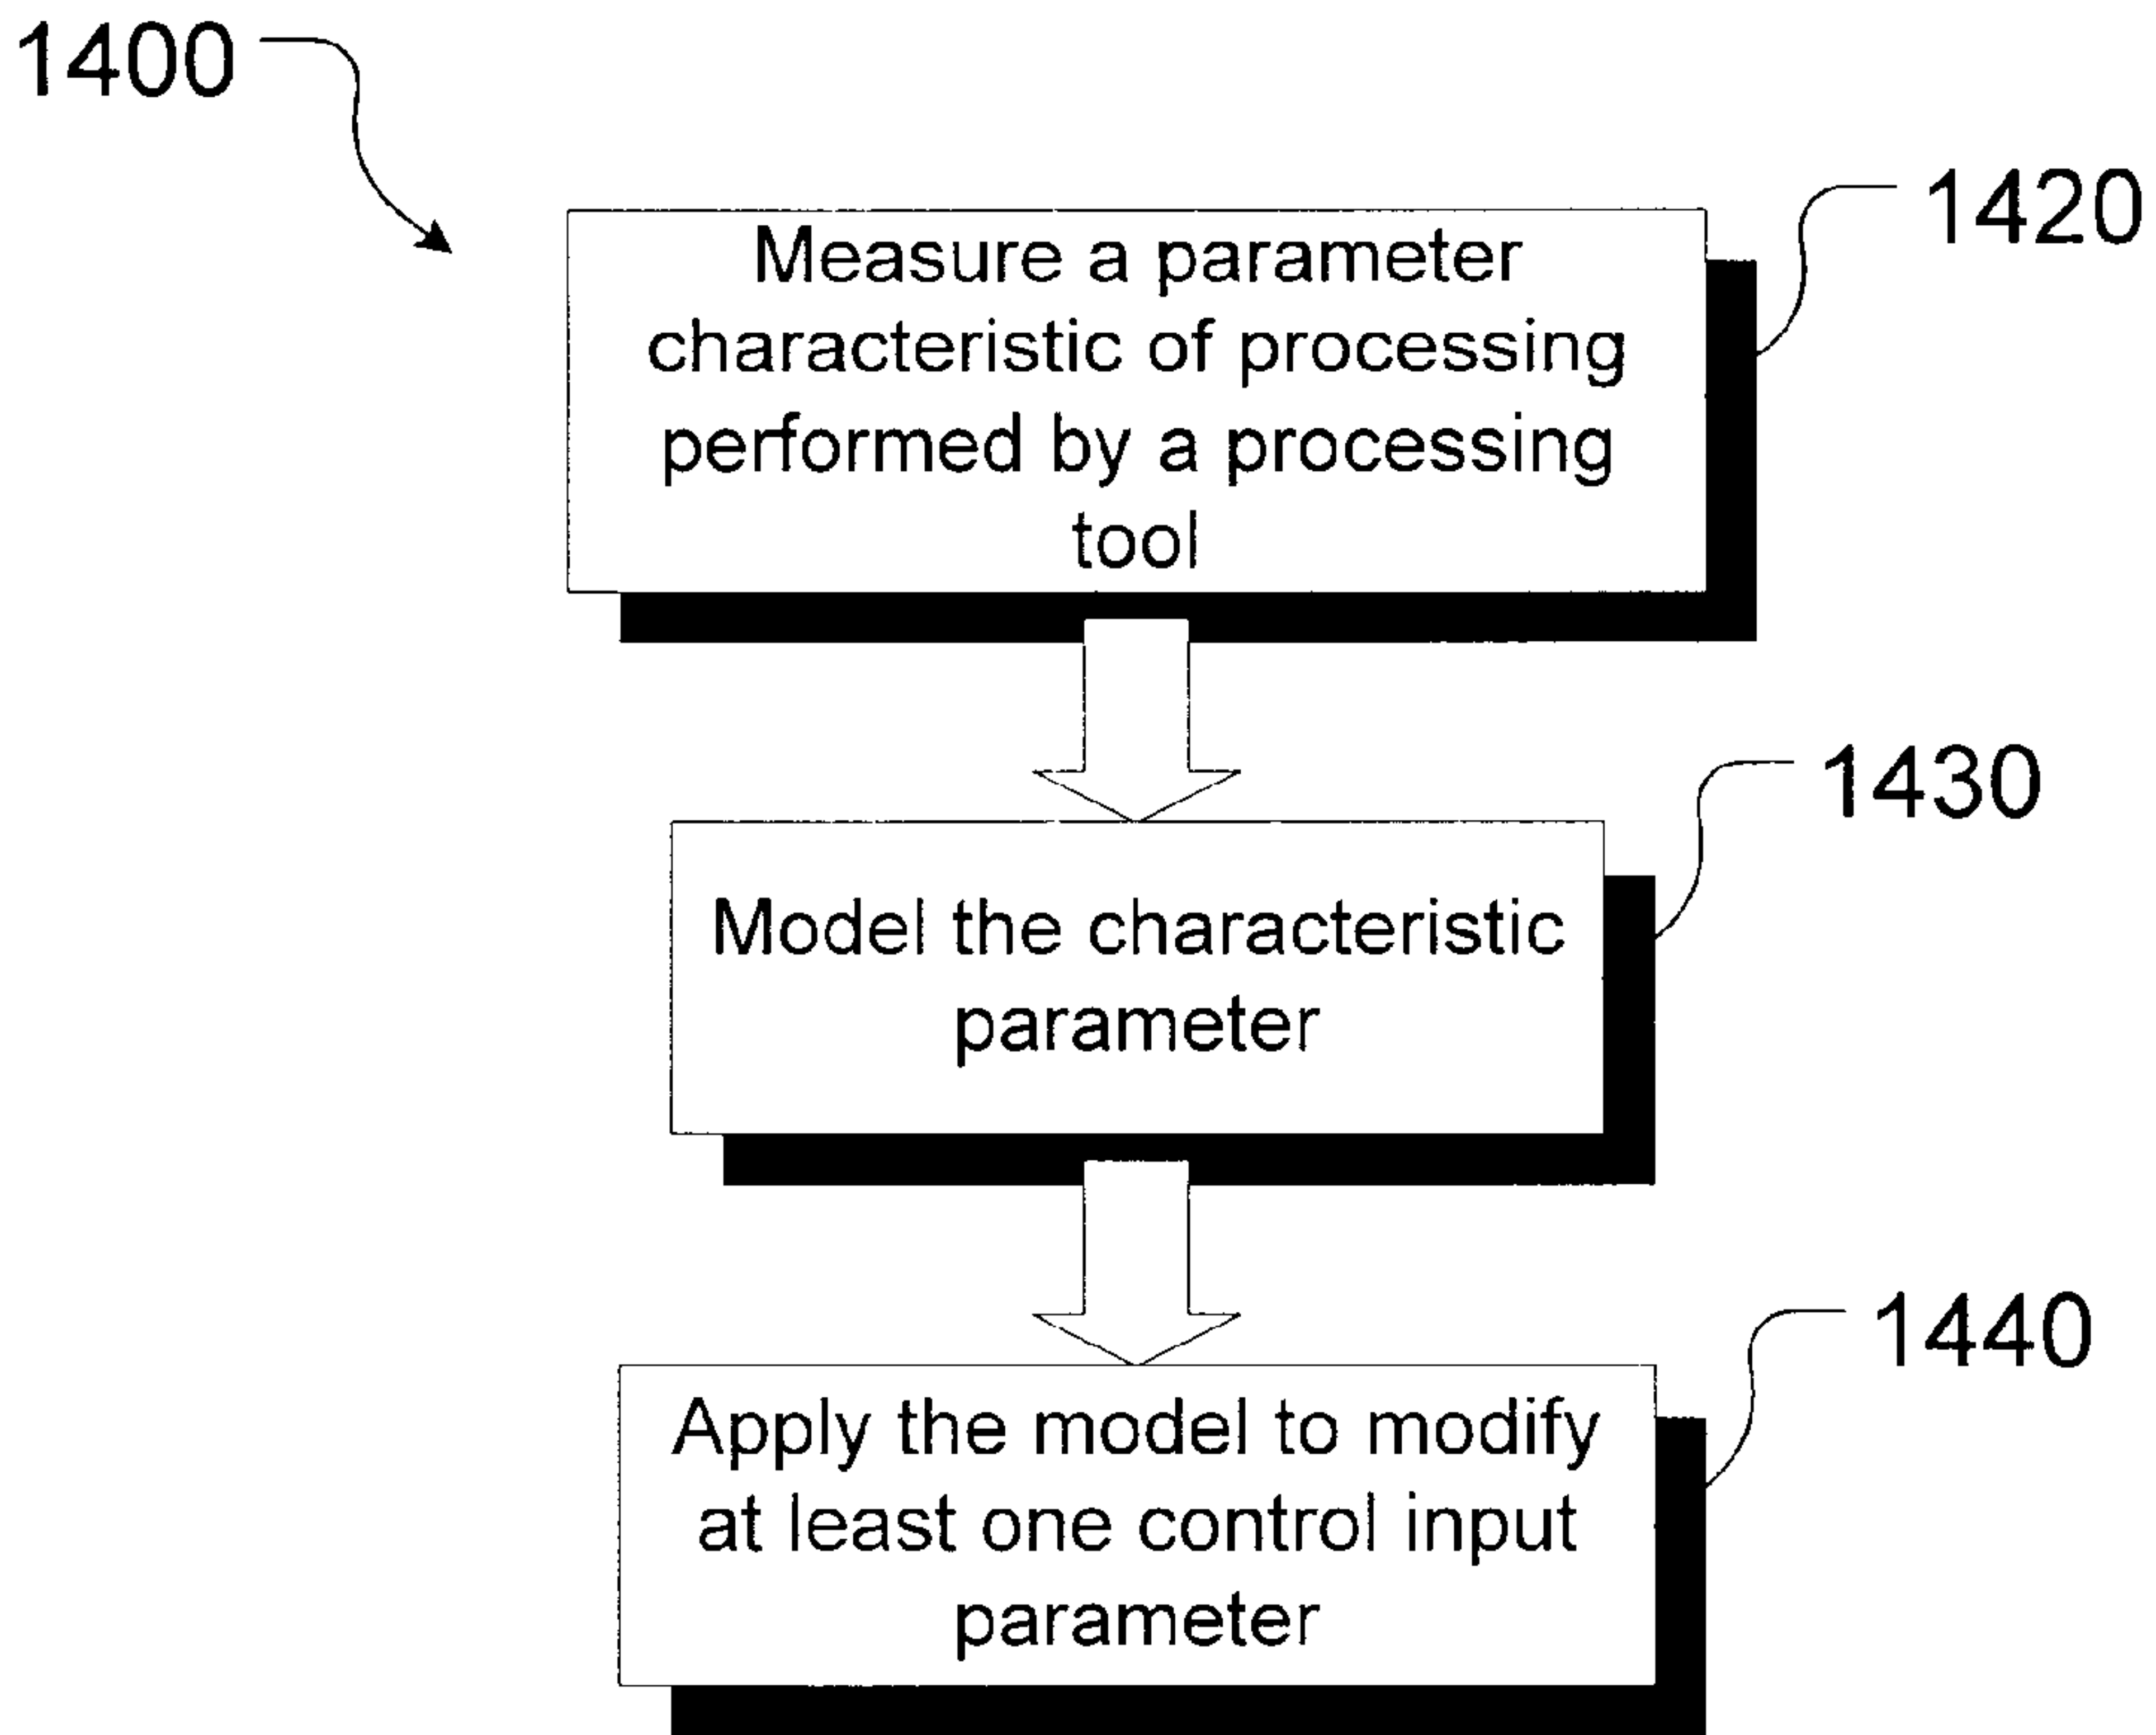 1400
1420
Measure a parameter
characteristic of processing
performed by a processing
tool
1430
Model the characteristic
parameter
1440
Apply the model to modify
at least one control input
parameter